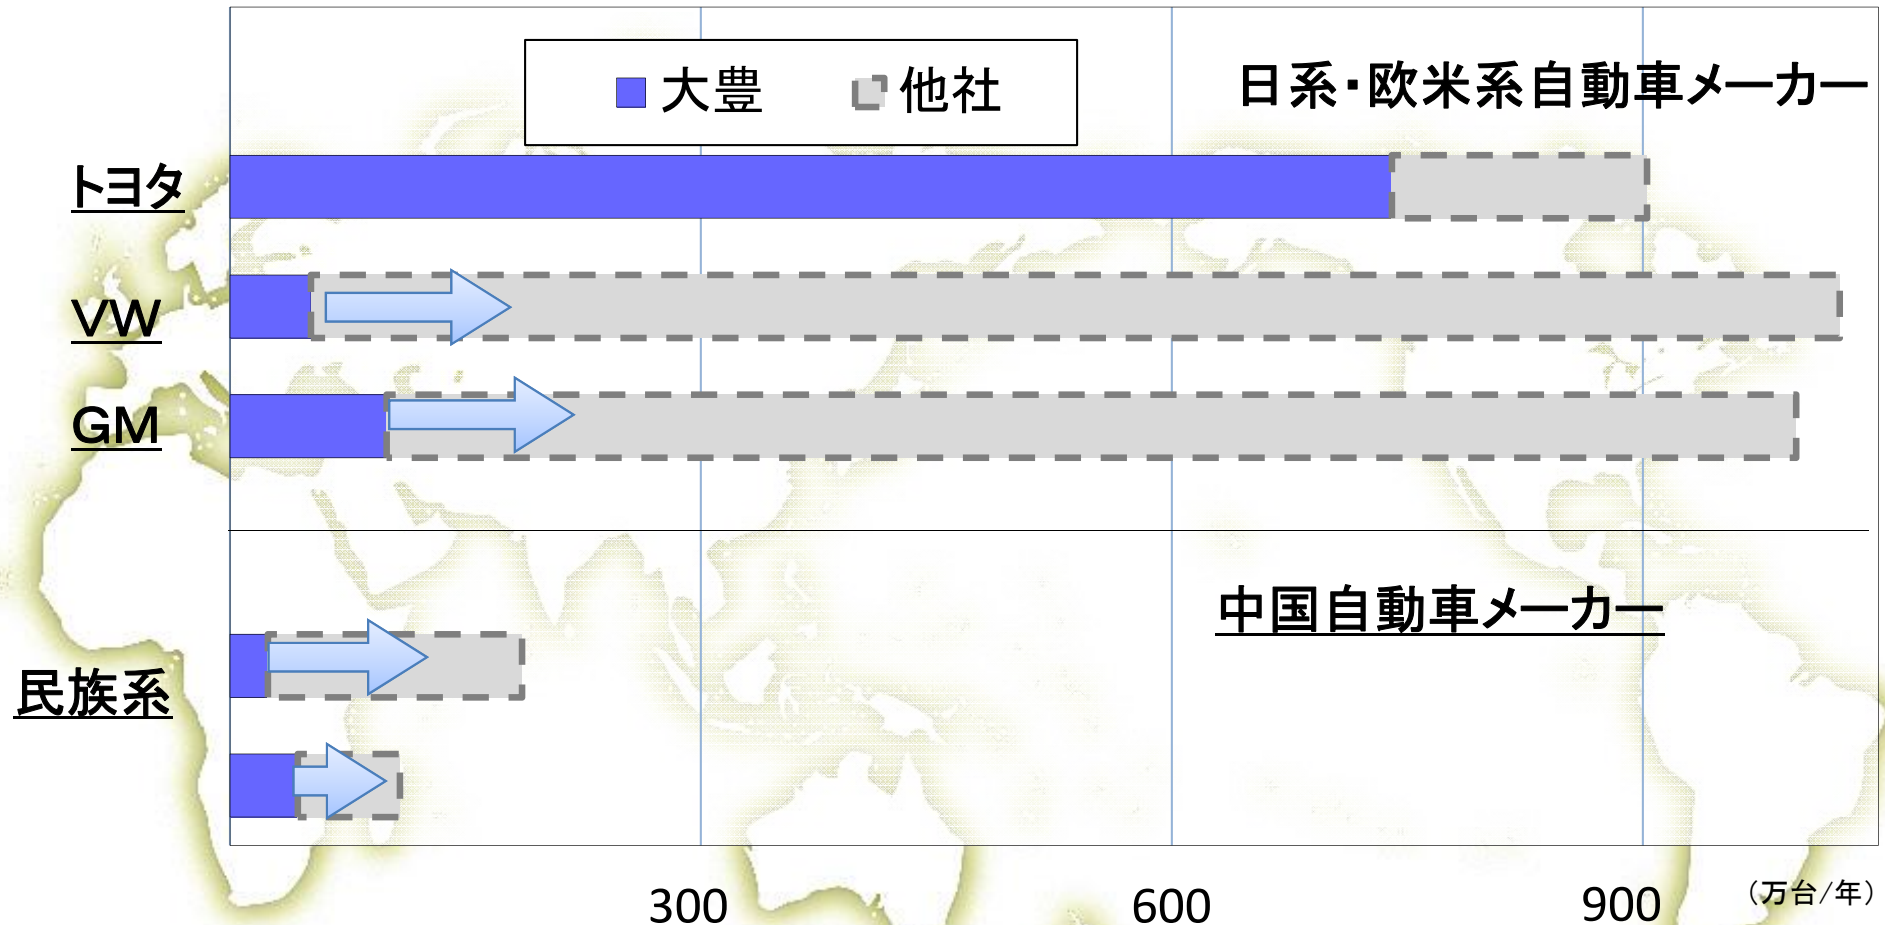 大豊 他社
日系・欧米系自動車メーカー
トヨタ
VW
GM
中国自動車メーカー
民族系
300 600 900 (万台/年)